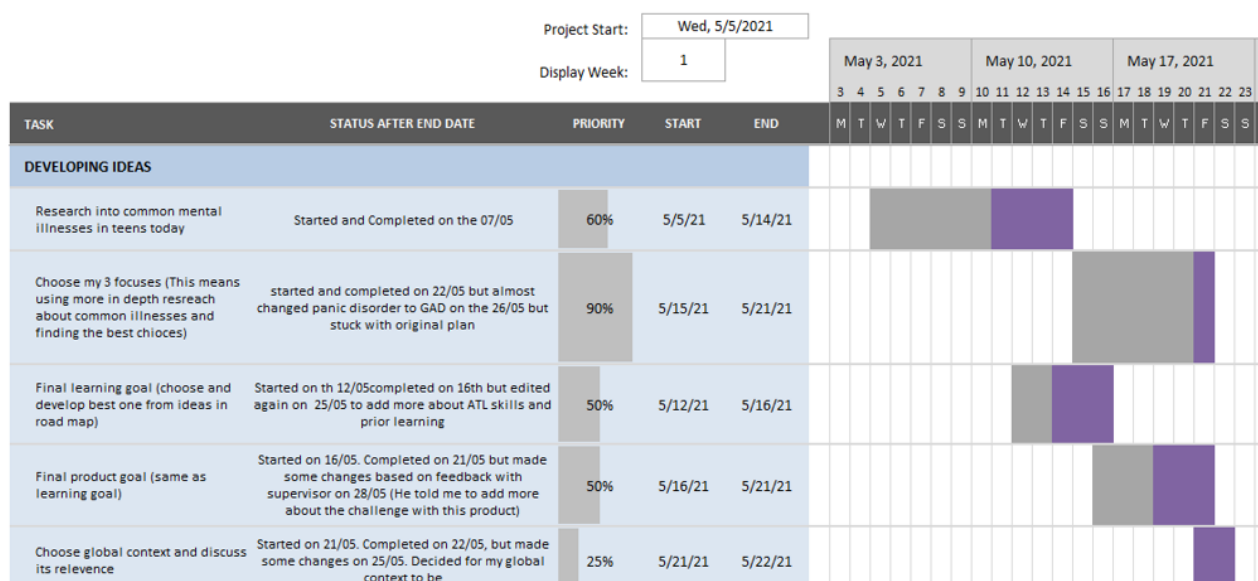 Project Start: Wed, 5/5/2021
Display Week: 1
May 3, 2021 May 10, 2021 May 17, 2021
3 4 5 6 7 8 9 10 11 12 13 14 15 16 17 18 19 20 21 22 23
TASK STATUS AFTER END DATE PRIORITY START END M T W T F S S M T W T F S S M T W T F S S
DEVELOPING IDEAS
Research into common mental
illnesses in teens today
Started and Completed on the 07/05
60% 5/5/21 5/14/21
Choose my 3 focuses (This means
using more in depth resreach
about common illnesses and
finding the best chioces)
started and completed on 22/05 but almost
changed panic disorder to GAD on the 26/05 but
stuck with original plan
90% 5/15/21 5/21/21
Final learning goal (choose and
develop best one from ideas in
road map)
Started on th 12/05completed on 16th but edited
again on 25/05 to add more about ATL skills and
prior learning
50% 5/12/21 5/16/21
Final product goal (same as
learning goal)
Started on 16/05. Completed on 21/05 but made
some changes based on feedback with
supervisor on 28/05 (He told me to add more
about the challenge with this product)
50% 5/16/21 5/21/21
Choose global context and discuss
its relevence
Started on 21/05. Completed on 22/05, but made
some changes on 25/05. Decided for my global
context to be
25% 5/21/21 5/22/21